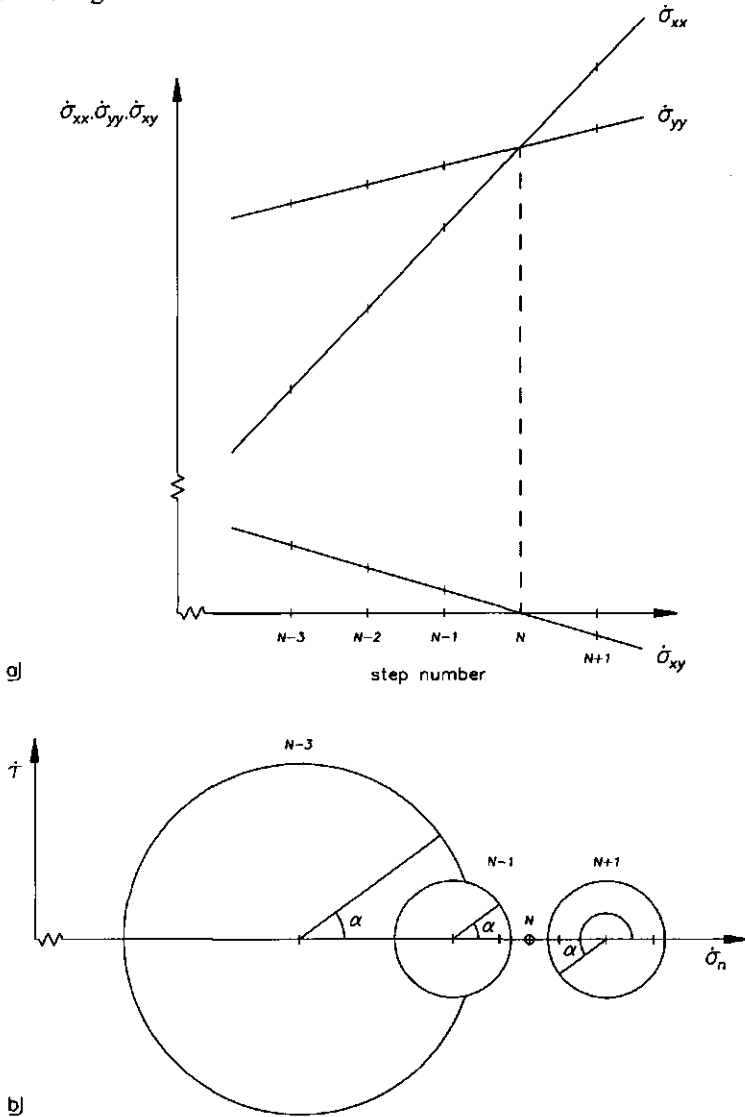 σ̇xx
σ̇xx, σ̇yy, σ̇xy
σ̇yy
N-3 N-2 N-1 N N+1
σ̇xy
a)
step number
N-3
τ̇
N-1 N+1
N
α α α
σ̇n
b)